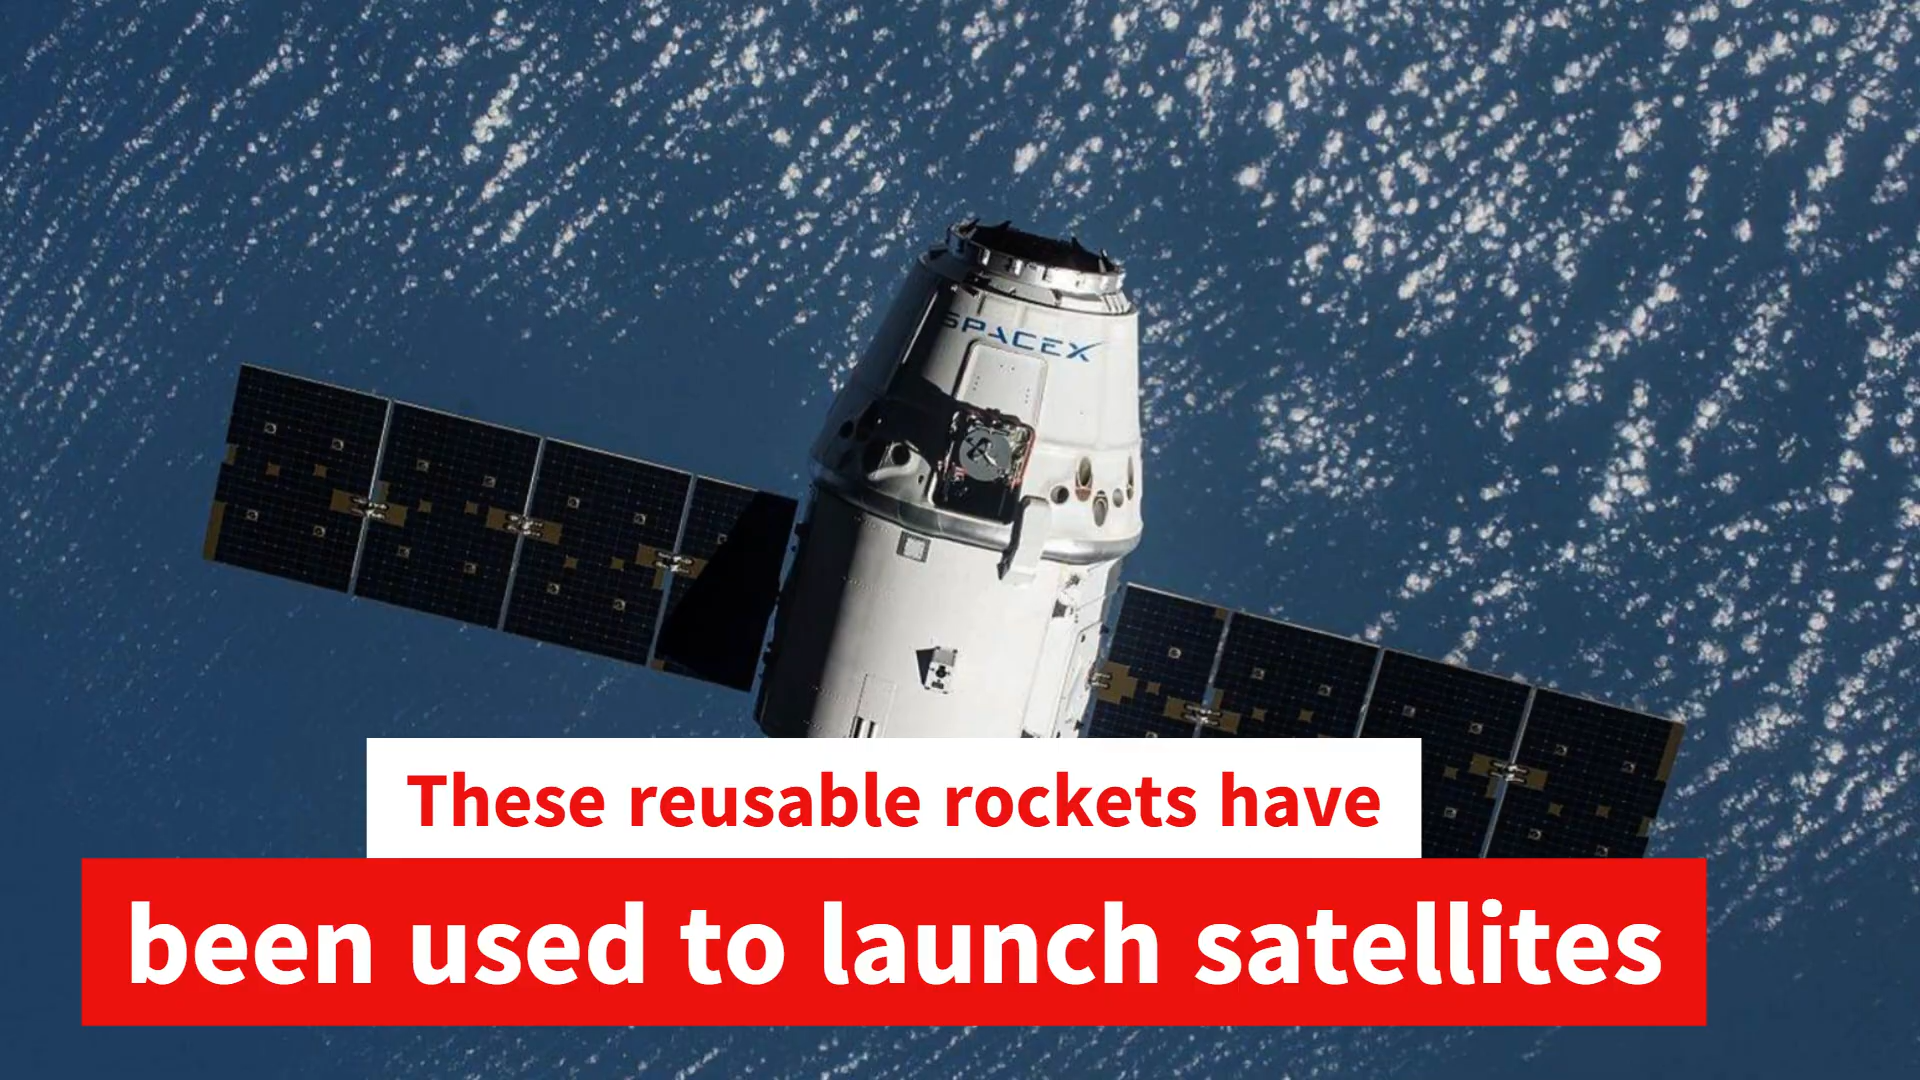 SPACEX
These reusable rockets have
been used to launch satellites